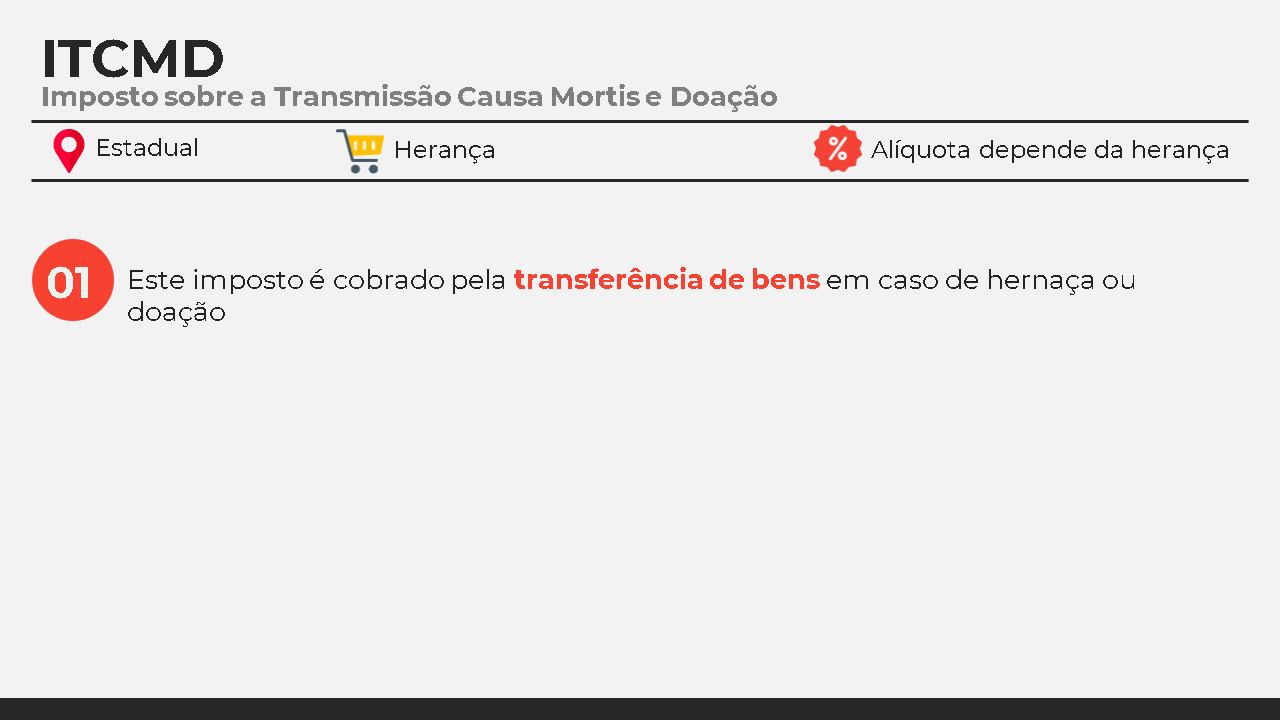 ITCMD
Imposto sobre a Transmissão Causa Mortis e Doação
Estadual
Herança
% Alíquota depende da herança
01
Este imposto é cobrado pela transferência de bens em caso de hernaça ou
doação